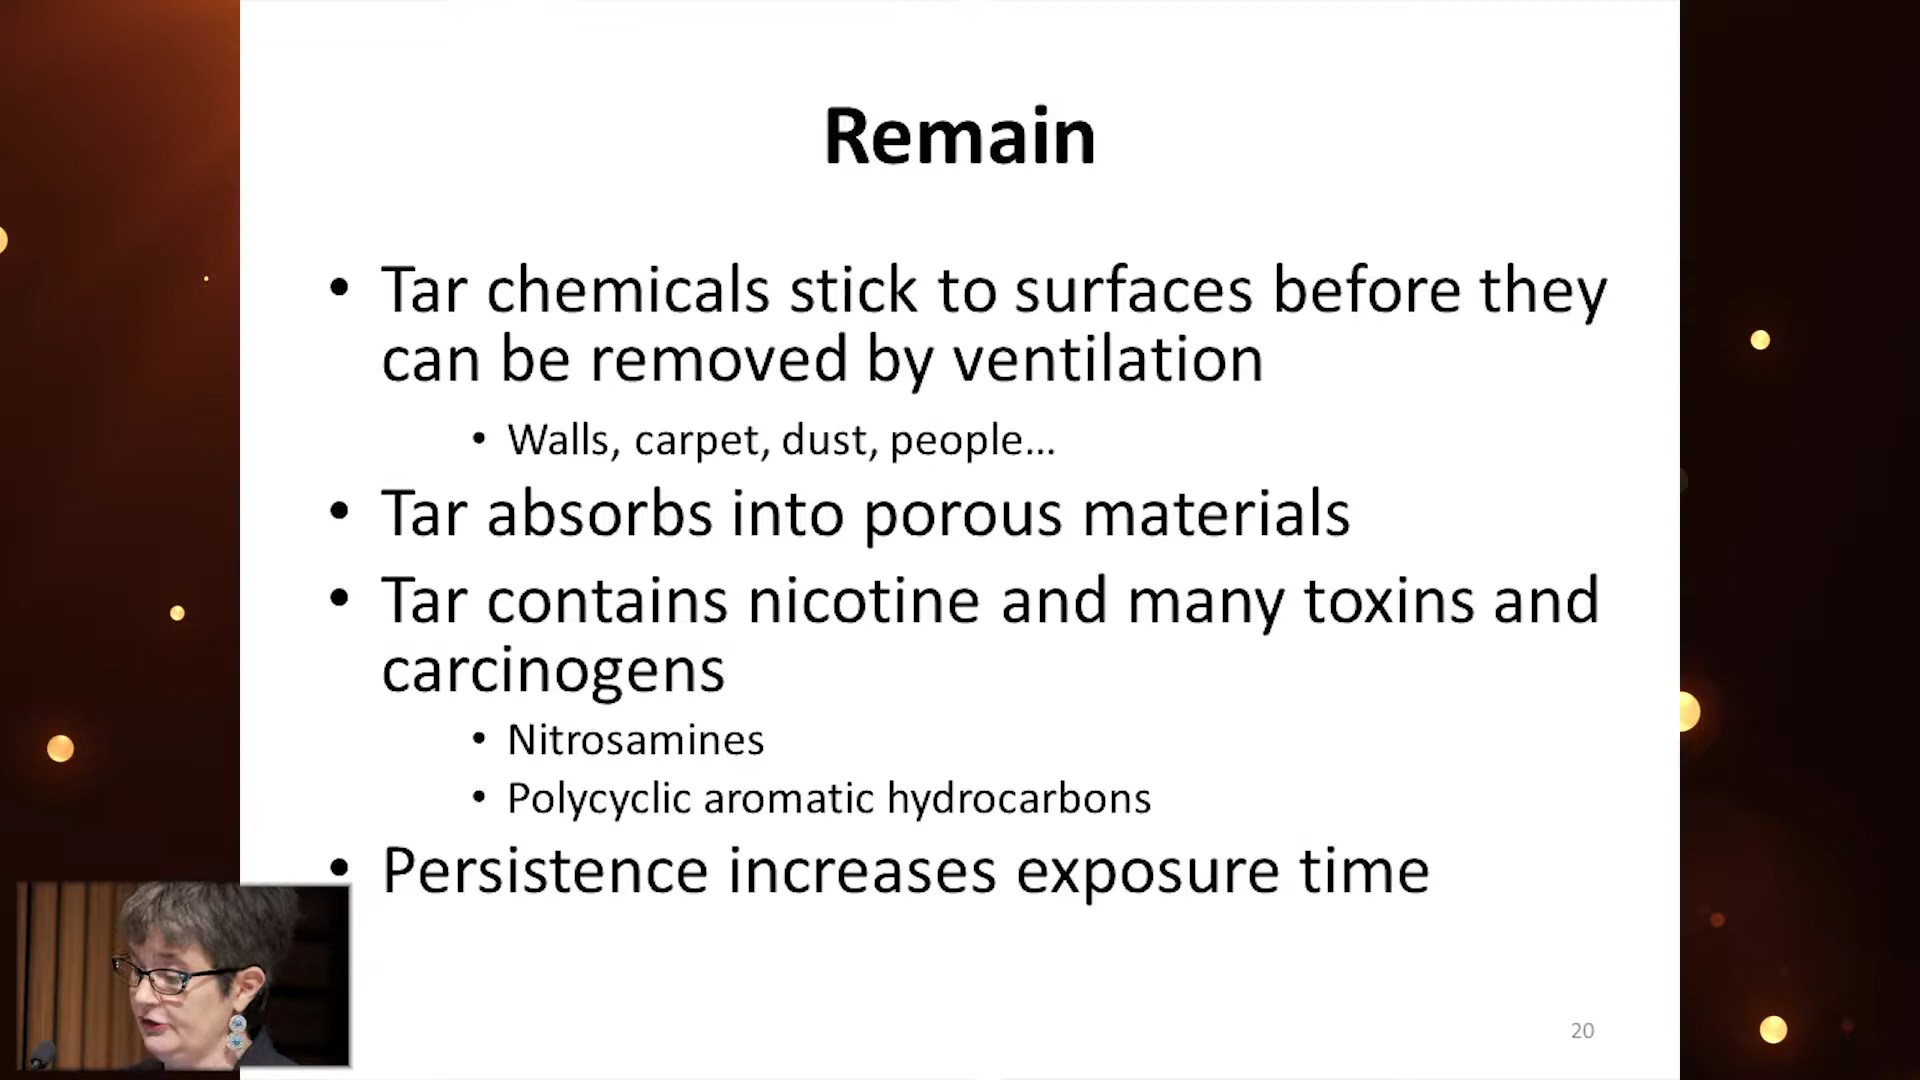 Remain
• Tar chemicals stick to surfaces before they
can be removed by ventilation
• Walls, carpet, dust, people…
• Tar absorbs into porous materials
• Tar contains nicotine and many toxins and
carcinogens
• Nitrosamines
• Polycyclic aromatic hydrocarbons
• Persistence increases exposure time
20